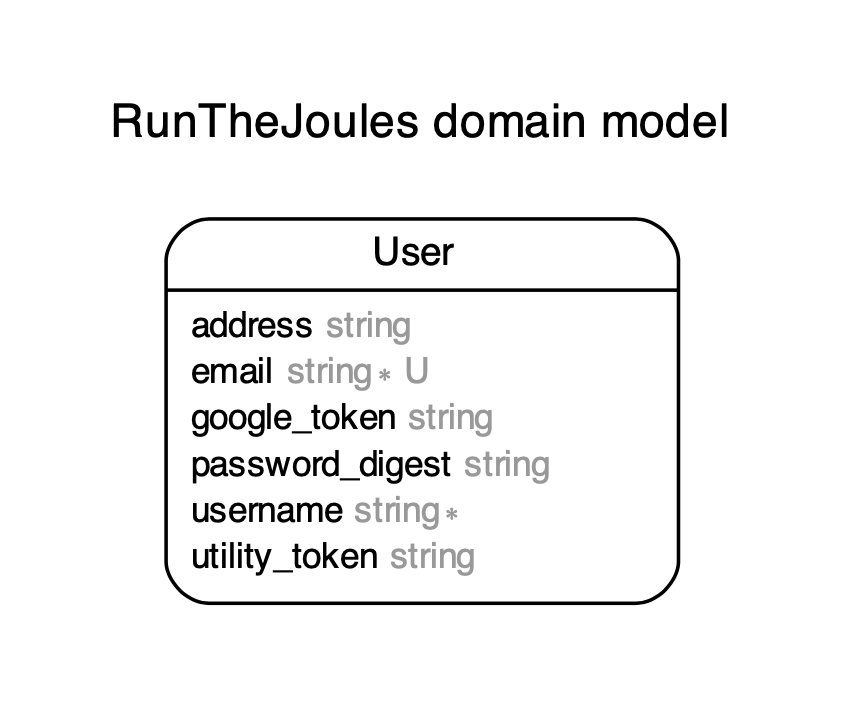 RunTheJoules domain model
User
address string
email string * U
google_token string
password_digest string
username string *
utility_token string